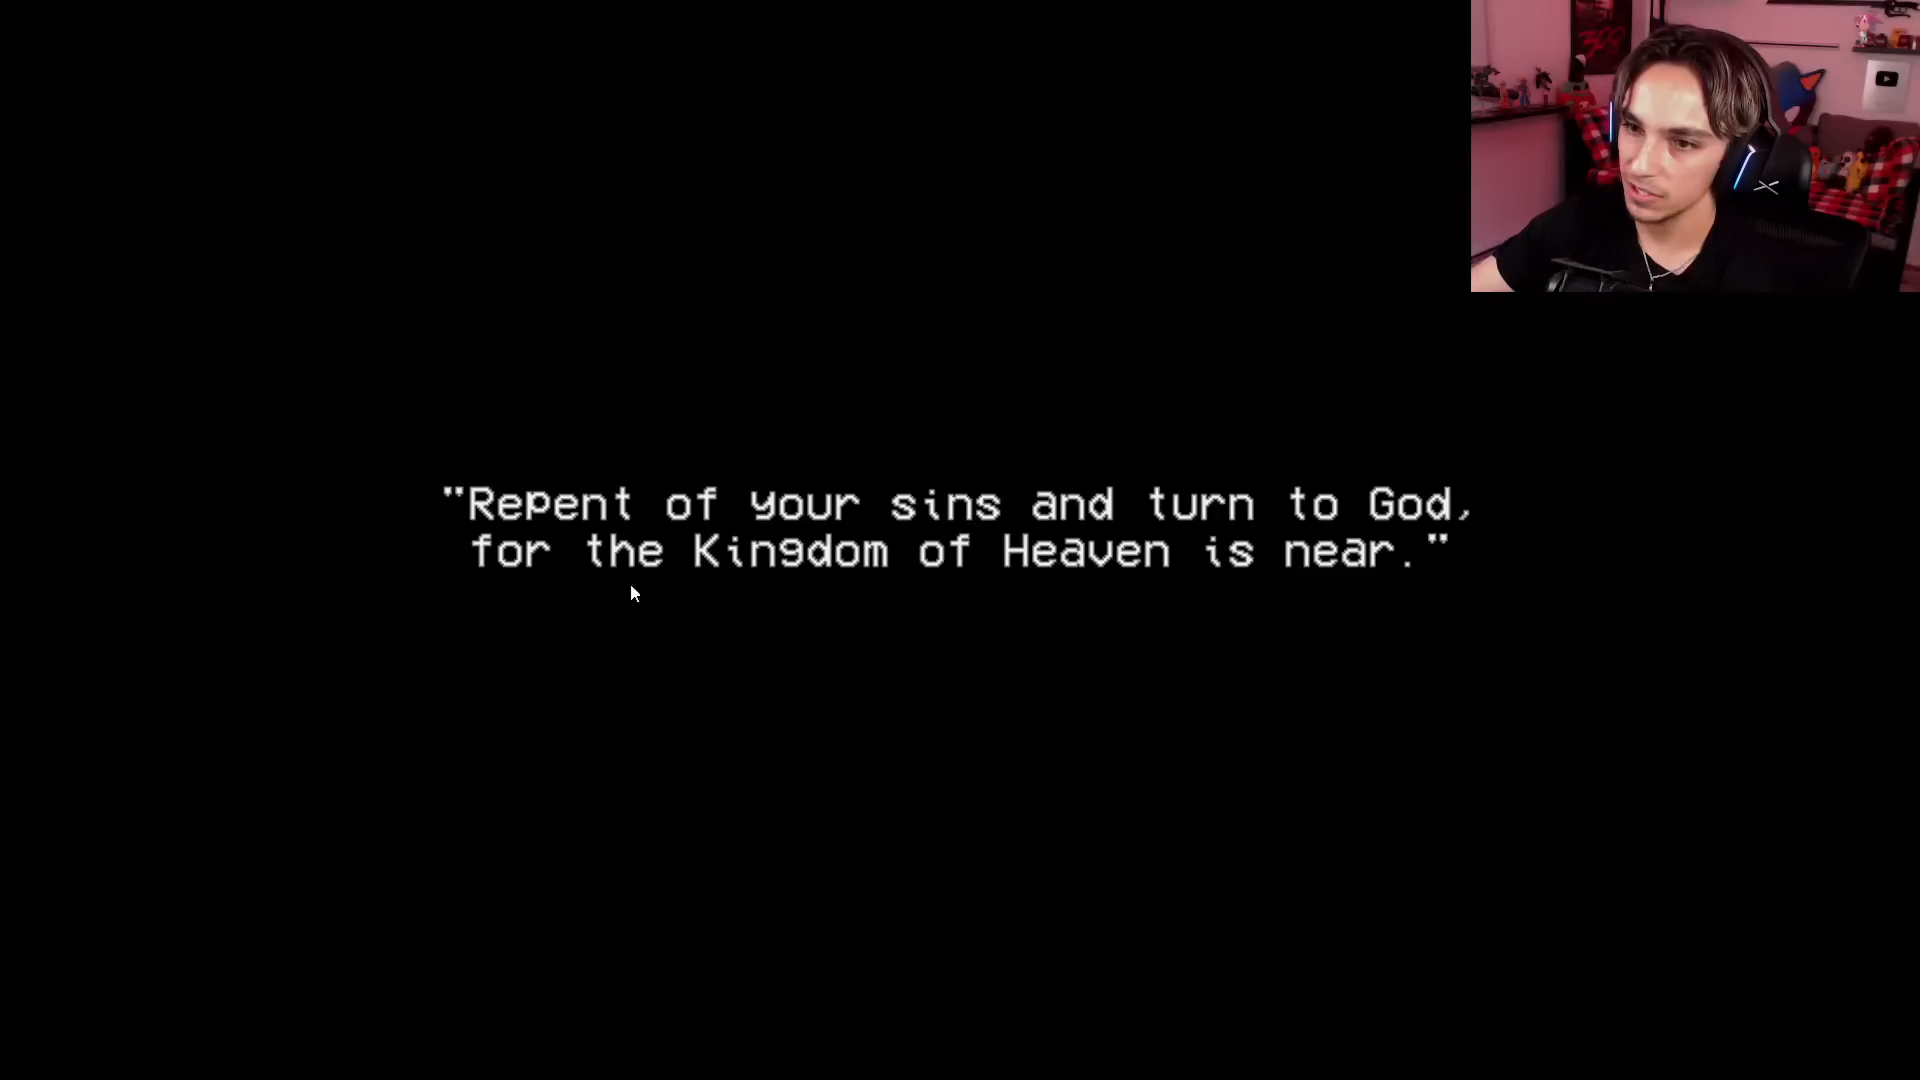 "Repent of your sins and turn to God,
for the Kingdom of Heaven is near."